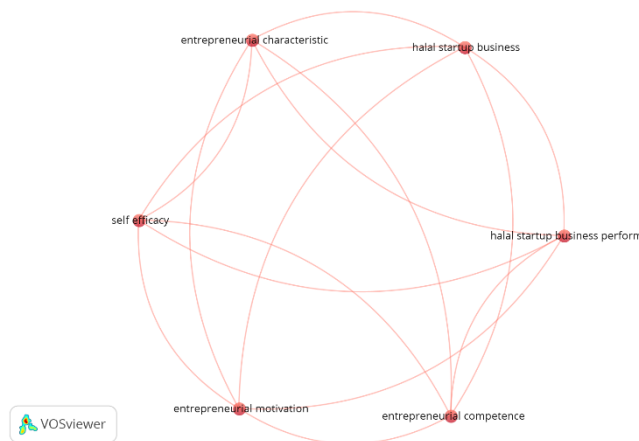 entrepreneurial characteristic
halal startup business
self efficacy
halal startup business perform
entrepreneurial motivation
entrepreneurial competence
VOSviewer